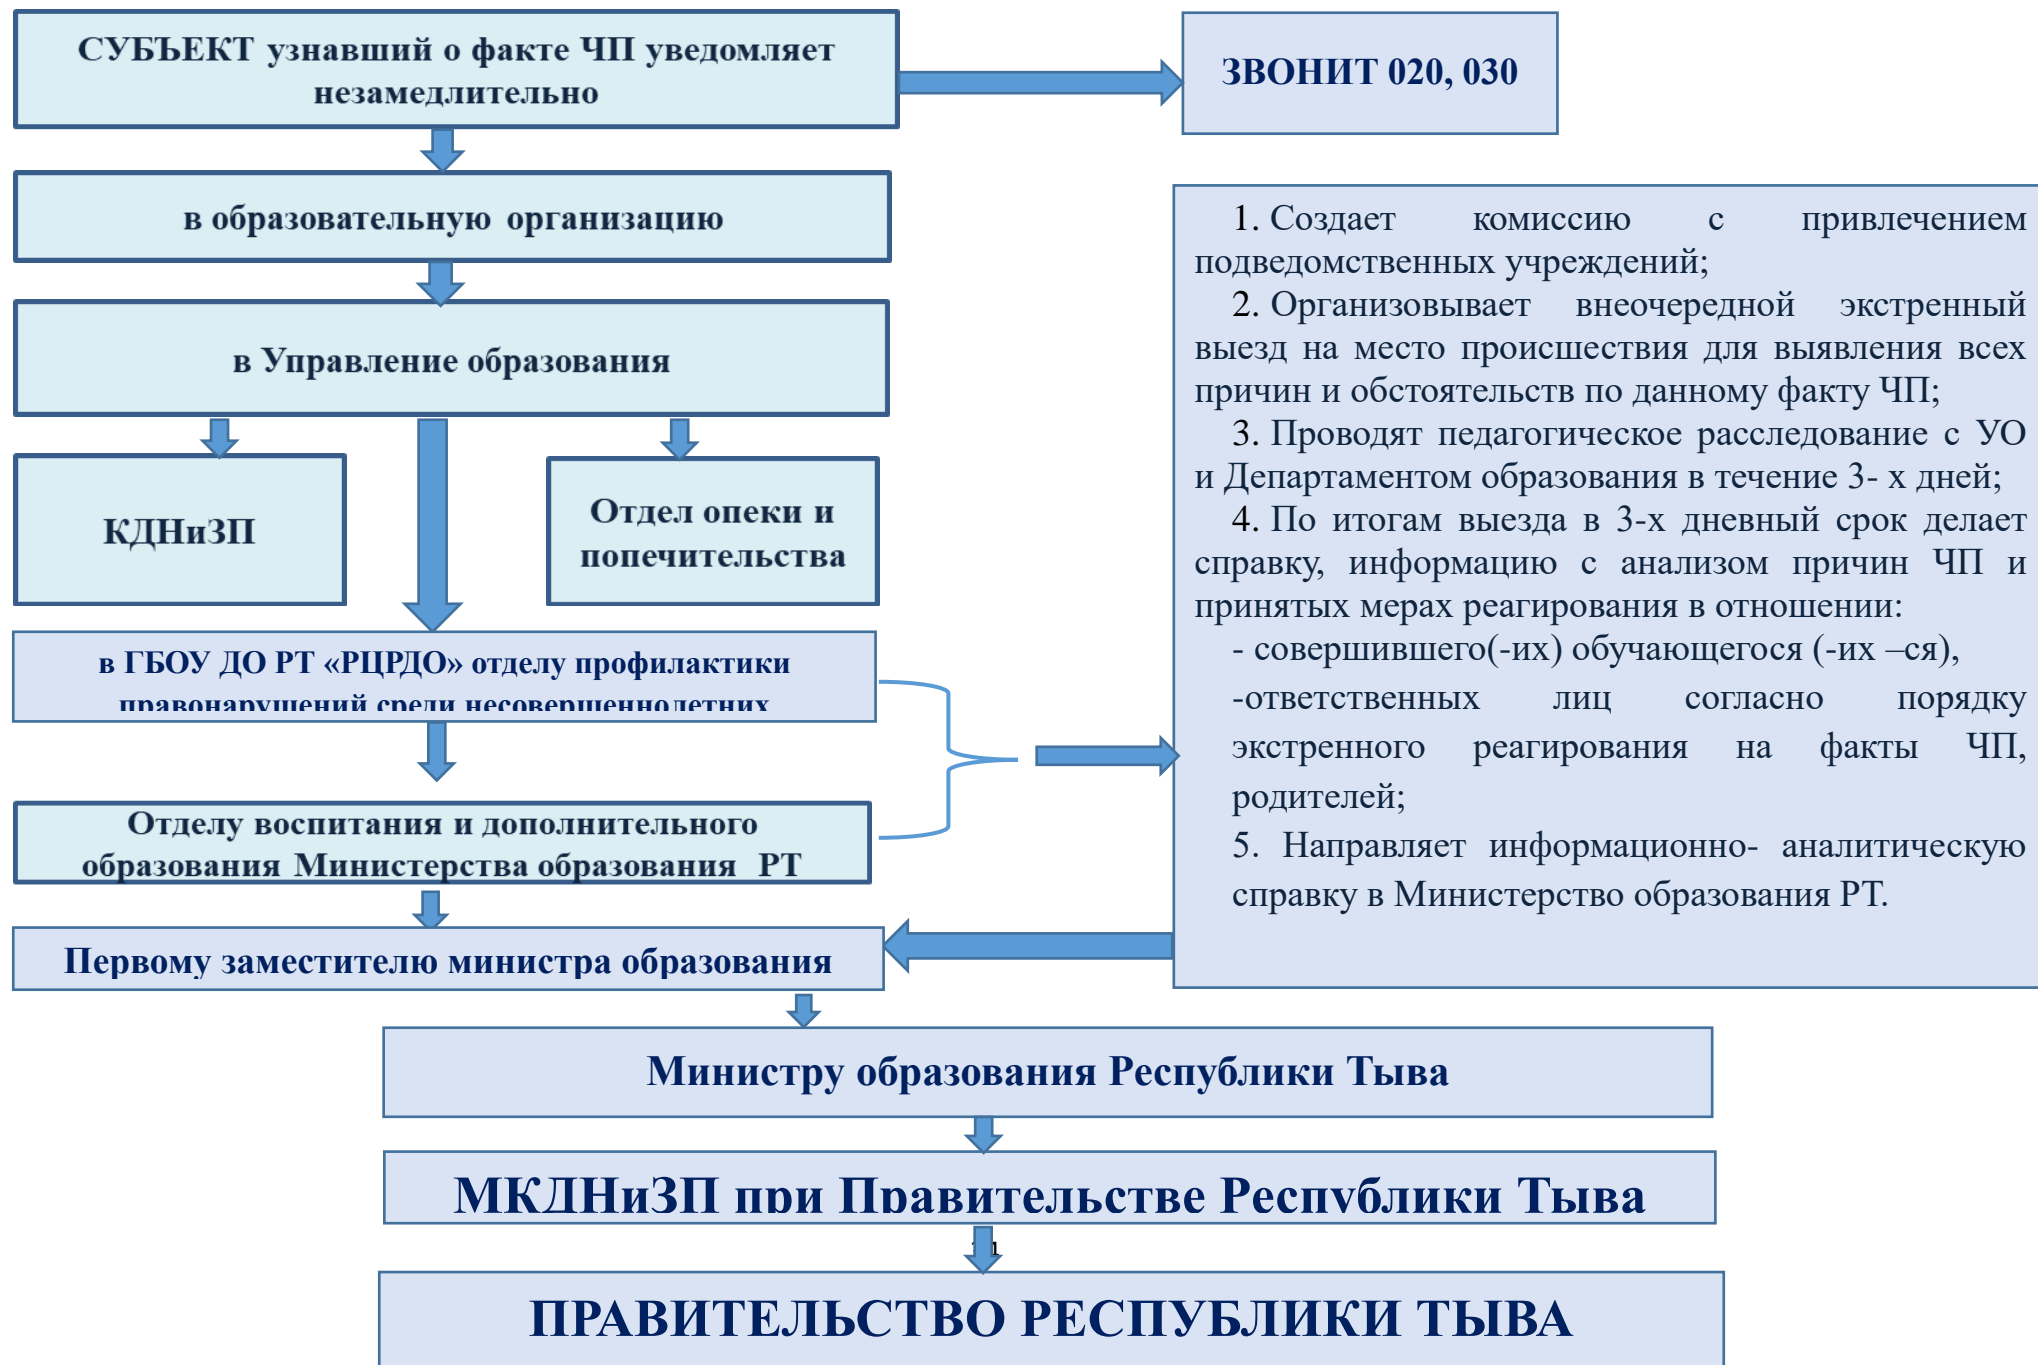 СУБЪЕКТ узнавший о факте ЧП уведомляет
незамедлительно
ЗВОНИТ 020, 030
в образовательную организацию
в Управление образования
КДНиЗП
Отдел опеки и
попечительства
в ГБОУ ДО РТ «РЦРДО» отделу профилактики
правонарушений среди несовершеннолетних
Отделу воспитания и дополнительного
образования Министерства образования РТ
Первому заместителю министра образования
1. Создает комиссию с привлечением
подведомственных учреждений;
2. Организовывает внеочередной экстренный
выезд на место происшествия для выявления всех
причин и обстоятельств по данному факту ЧП;
3. Проводят педагогическое расследование с УО
и Департаментом образования в течение 3- х дней;
4. По итогам выезда в 3-х дневный срок делает
справку, информацию с анализом причин ЧП и
принятых мерах реагирования в отношении:
- совершившего(-их) обучающегося (-их –ся),
-ответственных лиц согласно порядку
экстренного реагирования на факты ЧП,
родителей;
5. Направляет информационно- аналитическую
справку в Министерство образования РТ.
Министру образования Республики Тыва
МКДНиЗП при Правительстве Республики Тыва
ПРАВИТЕЛЬСТВО РЕСПУБЛИКИ ТЫВА